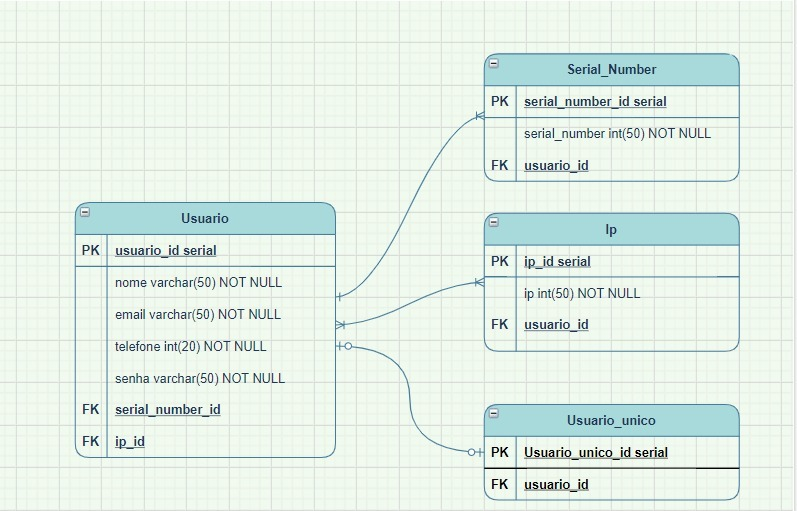 Serial_Number
PK serial_number_id serial
serial_number int(50) NOT NULL
FK usuario_id
Usuario
PK usuario_id serial
nome varchar(50) NOT NULL
email varchar(50) NOT NULL
telefone int(20) NOT NULL
senha varchar(50) NOT NULL
FK serial_number_id
FK ip_id
Ip
PK ip_id serial
ip int(50) NOT NULL
FK usuario_id
Usuario_unico
PK Usuario_unico_id serial
FK usuario_id